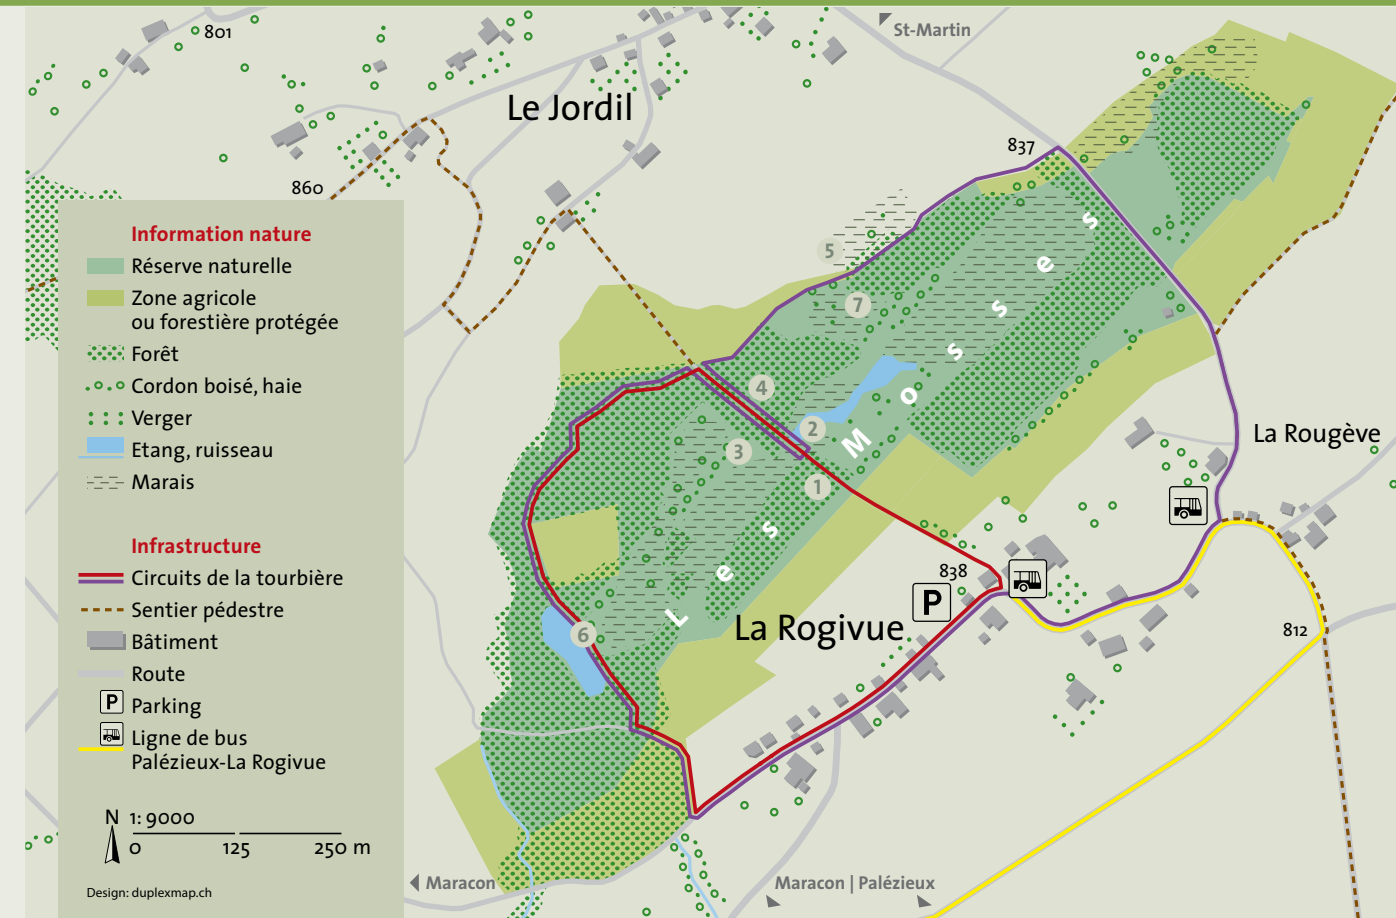 801
St-Martin
Le Jordil
837
860
Information nature
Réserve naturelle
Zone agricole
ou forestière protégée
Forêt
Cordon boisé, haie
Verger
Etang, ruisseau
Marais
Infrastructure
Circuits de la tourbière
Sentier pédestre
Bâtiment
Route
P Parking
Ligne de bus
Palézieux-La Rogivue
N 1: 9000
0 125 250 m
Design: duplexmap.ch
5
7
4
2
3
1
6
Les Mosses
La Rougève
838
P
La Rogivue
812
Maracon
Maracon | Palézieux